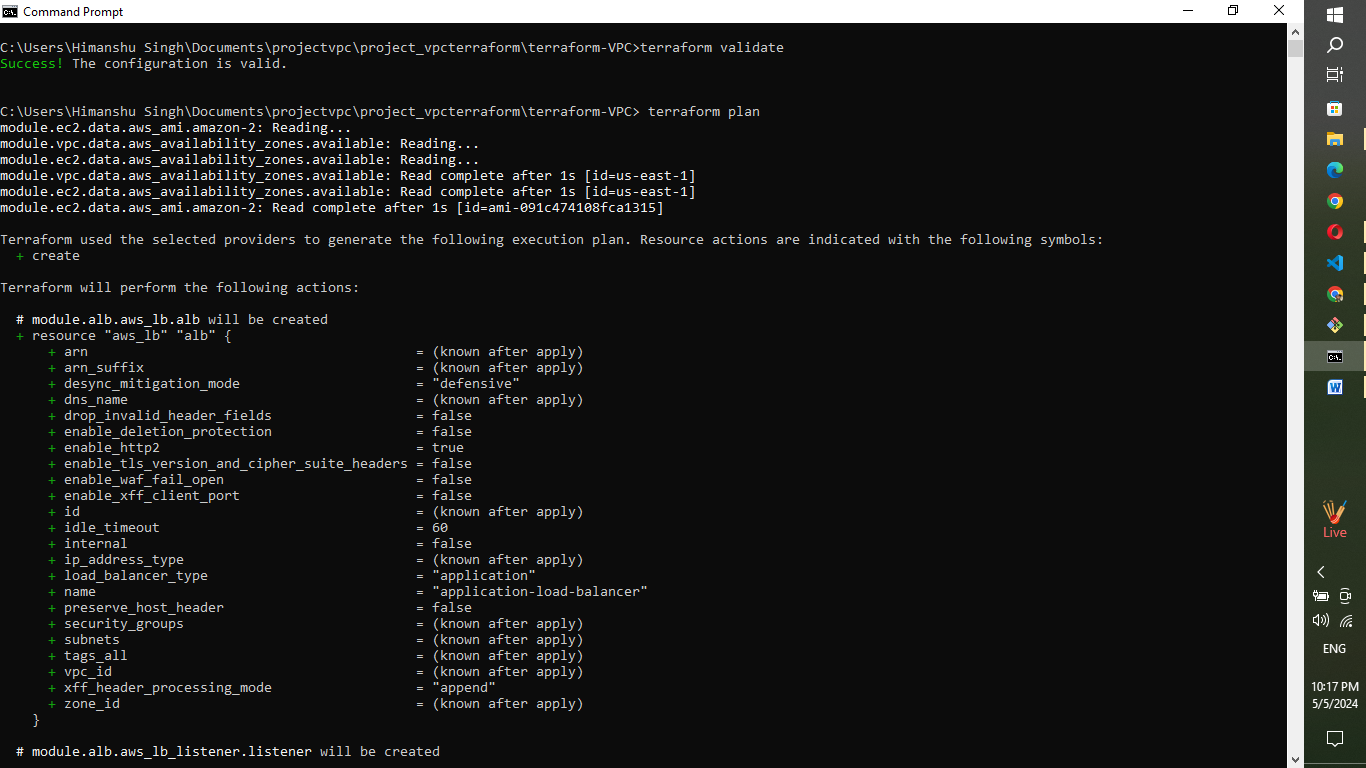 Command Prompt
C:\Users\Himanshu Singh\Documents\projectvpc\project_vpcterraform\terraform-VPC>terraform validate
Success! The configuration is valid.
C:\Users\Himanshu Singh\Documents\projectvpc\project_vpcterraform\terraform-VPC> terraform plan
module.ec2.data.aws_ami.amazon-2: Reading...
module.vpc.data.aws_availability_zones.available: Reading...
module.ec2.data.aws_availability_zones.available: Reading...
module.vpc.data.aws_availability_zones.available: Read complete after 1s [id=us-east-1]
module.ec2.data.aws_availability_zones.available: Read complete after 1s [id=us-east-1]
module.ec2.data.aws_ami.amazon-2: Read complete after 1s [id=ami-091c474108fca1315]
Terraform used the selected providers to generate the following execution plan. Resource actions are indicated with the following symbols:
+ create
Terraform will perform the following actions:
# module.alb.aws_lb.alb will be created
+ resource "aws_lb" "alb" {
+ arn = (known after apply)
+ arn_suffix = (known after apply)
+ desync_mitigation_mode = "defensive"
+ dns_name = (known after apply)
+ drop_invalid_header_fields = false
+ enable_deletion_protection = false
+ enable_http2 = true
+ enable_tls_version_and_cipher_suite_headers = false
+ enable_waf_fail_open = false
+ enable_xff_client_port = false
+ id = (known after apply)
+ idle_timeout = 60
+ internal = false
+ ip_address_type = (known after apply)
+ load_balancer_type = "application"
+ name = "application-load-balancer"
+ preserve_host_header = false
+ security_groups = (known after apply)
+ subnets = (known after apply)
+ tags_all = (known after apply)
+ vpc_id = (known after apply)
+ xff_header_processing_mode = "append"
+ zone_id = (known after apply)
}
# module.alb.aws_lb_listener.listener will be created
Live
ENG
10:17 PM
5/5/2024